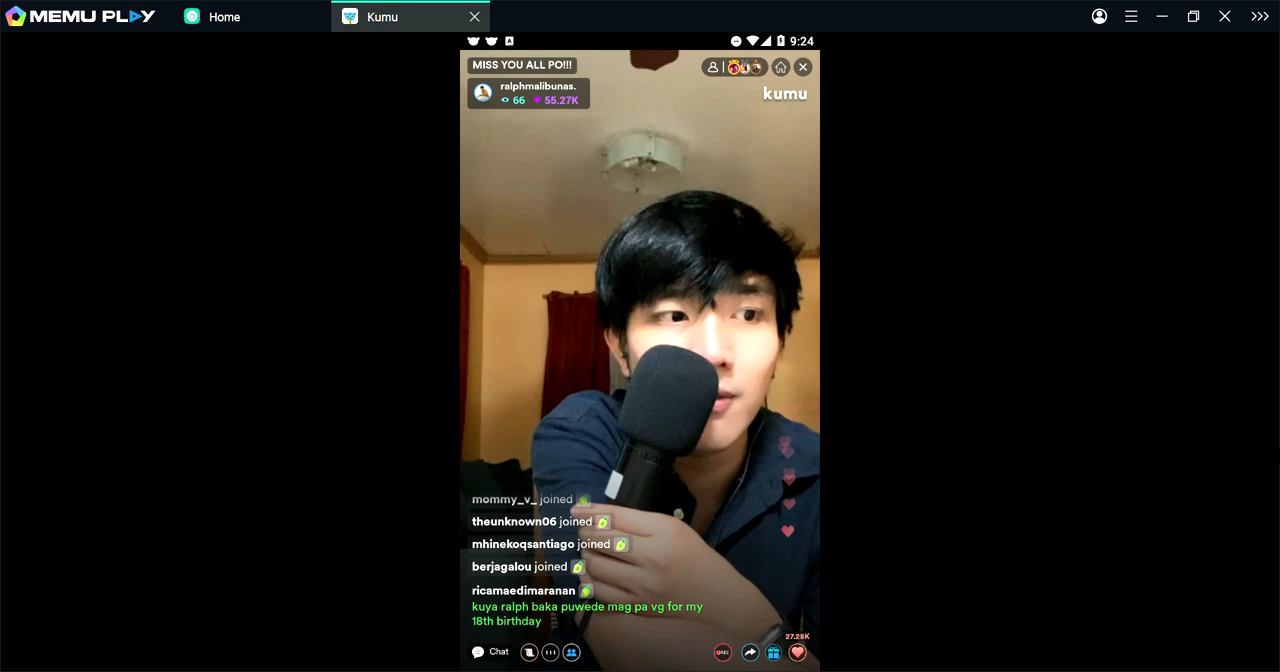 MEMU PLAY
Home
Kumu
9:24
MISS YOU ALL PO!!!
ralphmalibunas.
66 55.27K
kumu
mommy_v_ joined
theunknown06 joined
mhinekoqsantiago joined
berjagalou joined
ricamaedimaranan
kuya ralph baka puwede mag pa vg for my
18th birthday
27.28K
Chat
REC